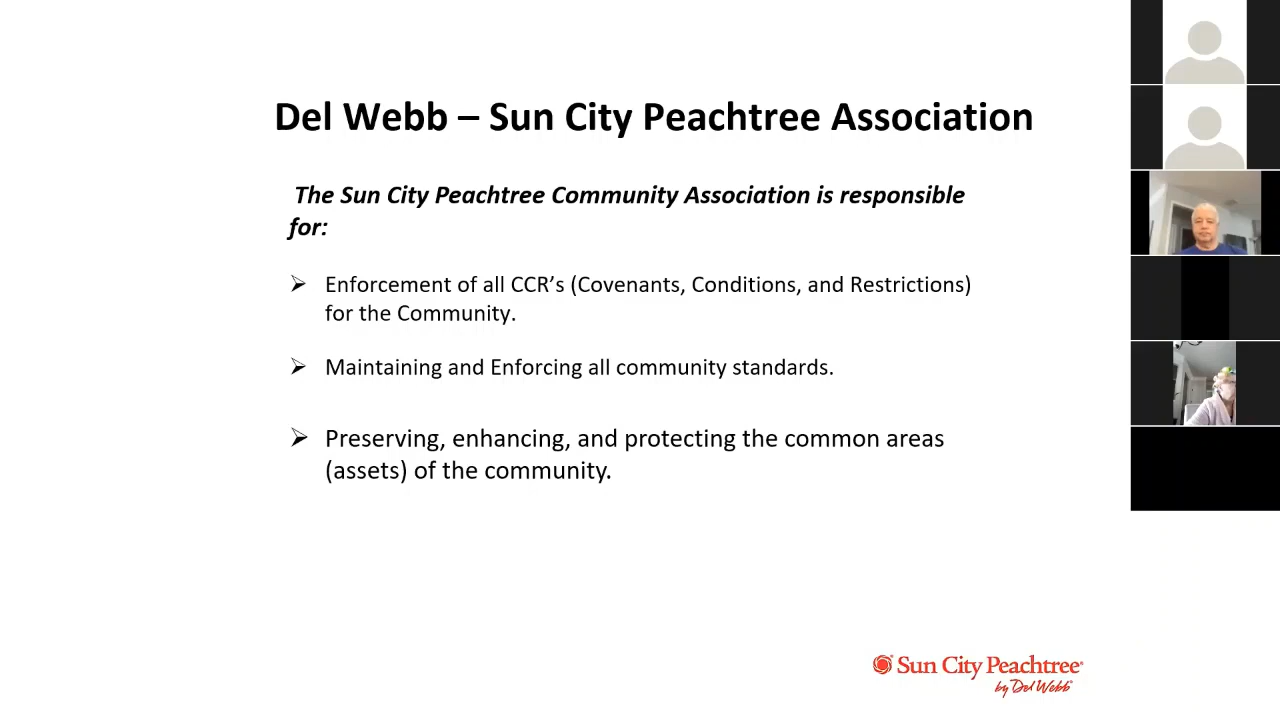 Del Webb – Sun City Peachtree Association
The Sun City Peachtree Community Association is responsible
for:
➢ Enforcement of all CCR’s (Covenants, Conditions, and Restrictions)
for the Community.
➢ Maintaining and Enforcing all community standards.
➢ Preserving, enhancing, and protecting the common areas
(assets) of the community.
Sun City Peachtree®
by Del Webb®